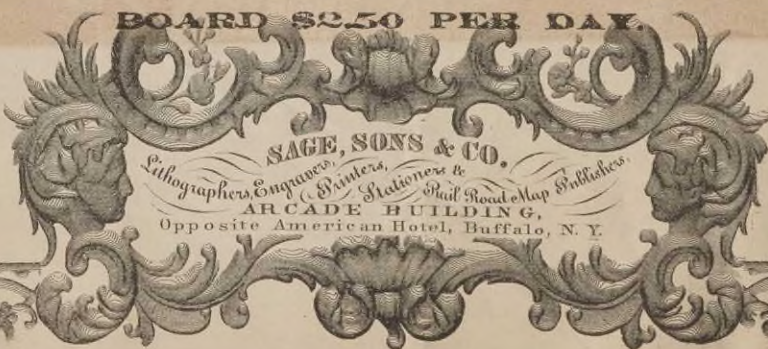 BOARD $2.50 PER DAY.
SAGE, SONS & CO.
Lithographers, Engravers, Printers, Stationers & Rail Road Map Publishers,
ARCADE BUILDING,
Opposite American Hotel, Buffalo, N. Y.